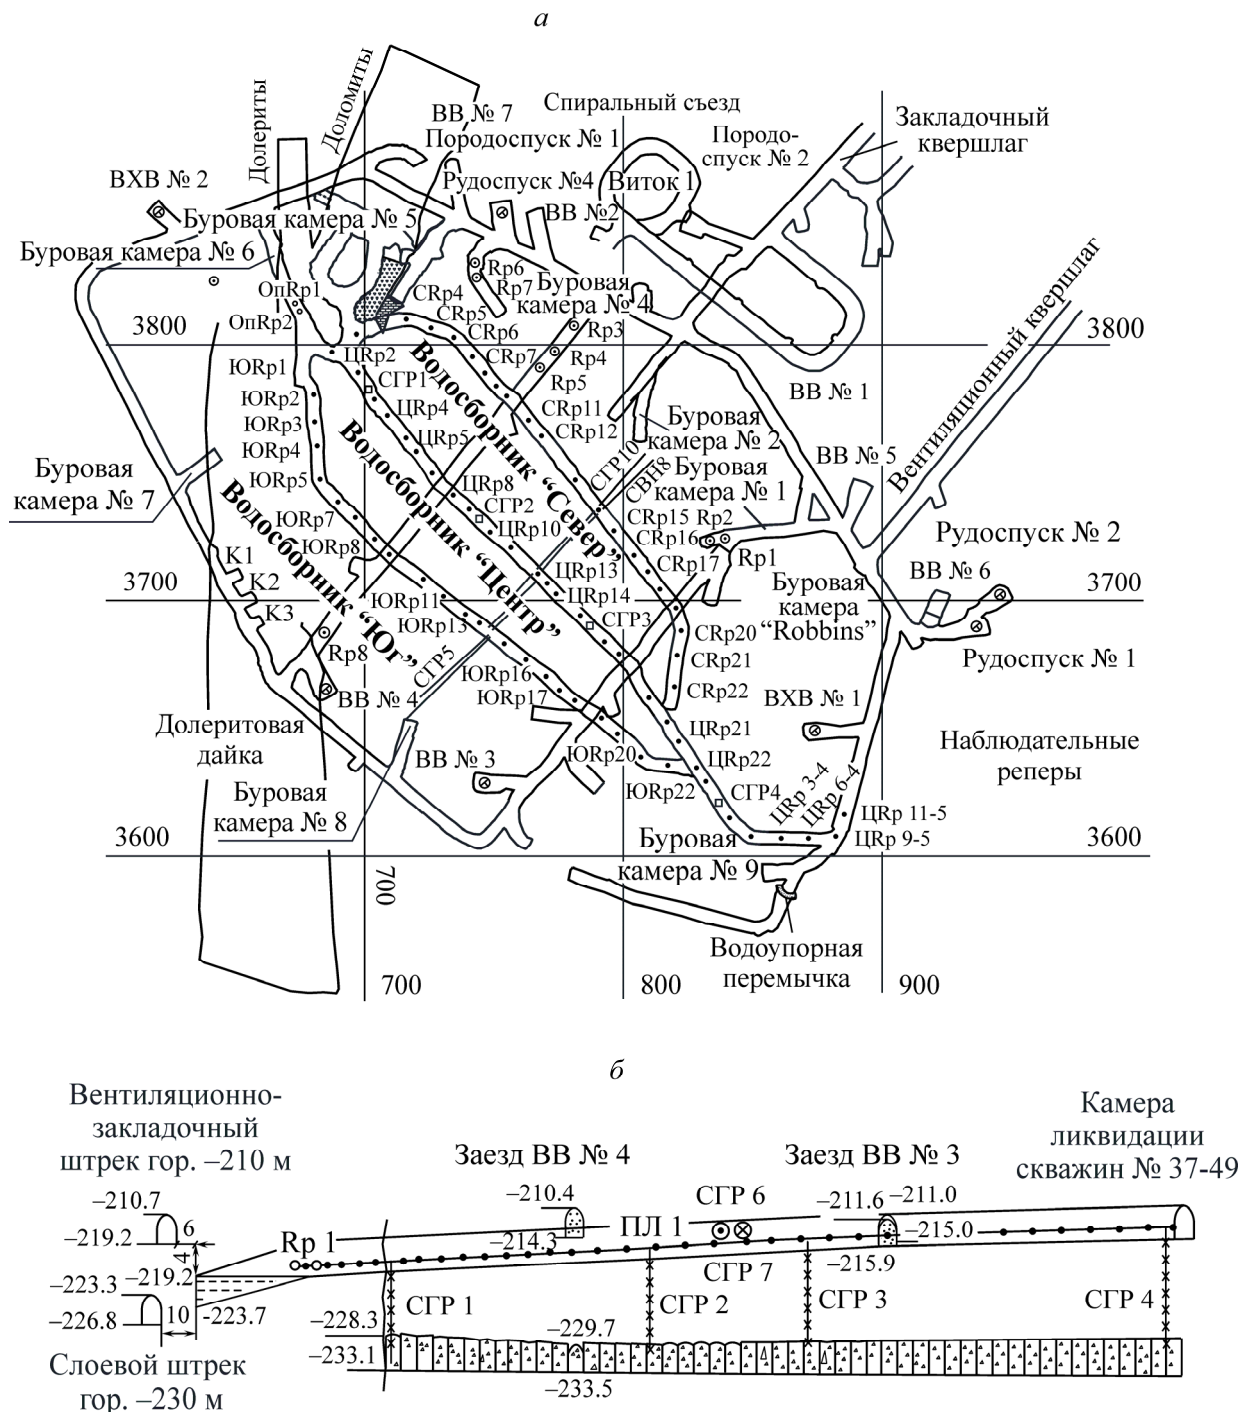 а
Долериты
Доломиты
ВВ № 7
Породоспуск № 1
Спиральный съезд
Породо-
спуск № 2
Закладочный
квершлаг
ВХВ № 2
Рудоспуск №4
Виток 1
ВВ №2
Буровая камера № 5
Буровая камера № 6
Rp6
Rp7
Буровая
камера № 4
ОпRp1
ОпRp2
CRp4
CRp5
CRp6
CRp7
Rp3
Rp4
Rp5
3800
3800
Вентиляционный квершлаг
ЮRp1
ЮRp2
ЮRp3
ЮRp4
ЮRp5
ЮRp7
ЮRp8
ЦRp2
СГР1
ЦRp4
ЦRp5
ЦRp8
СГР2
ЦRp10
CRp11
CRp12
ВВ № 1
Буровая
камера № 2
Буровая
камера № 1
ВВ № 5
СГР10
СВН8
Водосборник “Север”
Водосборник “Центр”
Водосборник “Юг”
Буровая
камера № 7
CRp15
Rp2
CRp16
CRp17
Rp1
Рудоспуск № 2
ВВ № 6
К1
К2
К3
3700
3700
ЦRp13
ЦRp14
СГР3
ЮRp11
ЮRp13
Буровая
камера
“Robbins”
CRp20
CRp21
CRp22
Рудоспуск № 1
Rp8
ВВ № 4
СГР5
ЮRp16
ЮRp17
ВХВ № 1
Долеритовая
дайка
ВВ № 3
ЦRp21
ЦRp22
ЮRp20
ЮRp22
СГР4
ЦRp 3-4
ЦRp 6-4
Наблюдательные
реперы
Буровая
камера № 8
ЦRp 11-5
ЦRp 9-5
3600
3600
Буровая
камера № 9
700
Водоупорная
перемычка
700
800
900
б
Вентиляционно-
закладочный
штрек гор. –210 м
Камера
ликвидации
скважин № 37-49
Заезд ВВ № 4
Заезд ВВ № 3
–210.7
–210.4
СГР 6
–211.6
–211.0
6
–219.2
Rp 1
ПЛ 1
–215.0
4
–214.3
–219.2
–223.3
СГР 7
–215.9
–226.8
10
-223.7
СГР 1
СГР 2
СГР 3
СГР 4
–228.3
–229.7
–233.1
–233.5
Слоевой штрек
гор. –230 м